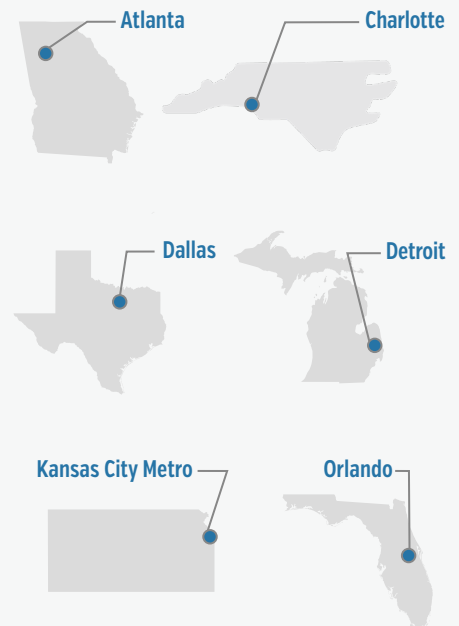 Atlanta
Charlotte
Dallas
Detroit
Kansas City Metro
Orlando